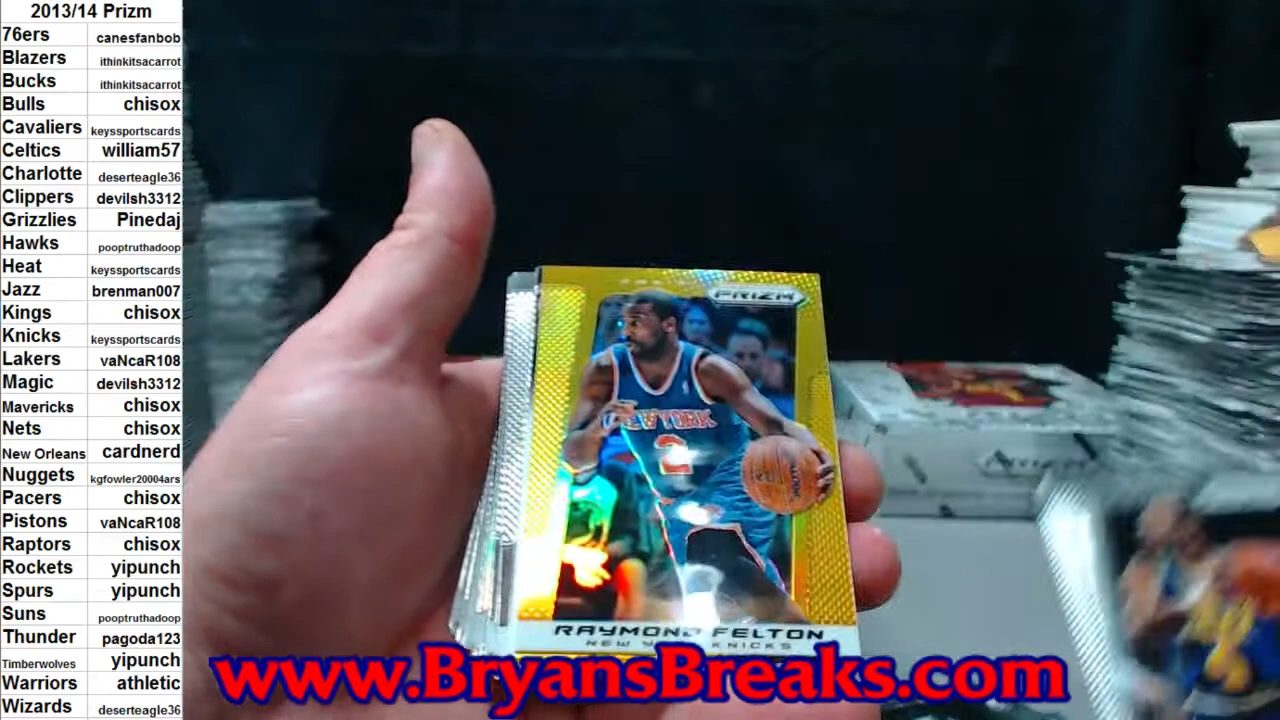 2013/14 Prizm
76ers canesfanbob
Blazers ithinkitsacarrot
Bucks ithinkitsacarrot
Bulls chisox
Cavaliers keyssportscards
Celtics william57
Charlotte deserteagle36
Clippers devilsh3312
Grizzlies Pinedaj
Hawks pooptruthadoop
Heat keyssportscards
Jazz brenman007
Kings chisox
Knicks keyssportscards
Lakers vaNcaR108
Magic devilsh3312
Mavericks chisox
Nets chisox
New Orleans cardnerd
Nuggets kgfowler20004ars
Pacers chisox
Pistons vaNcaR108
Raptors chisox
Rockets yipunch
Spurs yipunch
Suns pooptruthadoop
Thunder pagoda123
Timberwolves yipunch
Warriors athletic
Wizards deserteagle36
PRIZM
NEW YORK
2
RAYMOND FELTON
NEW YORK KNICKS
www.BryansBreaks.com